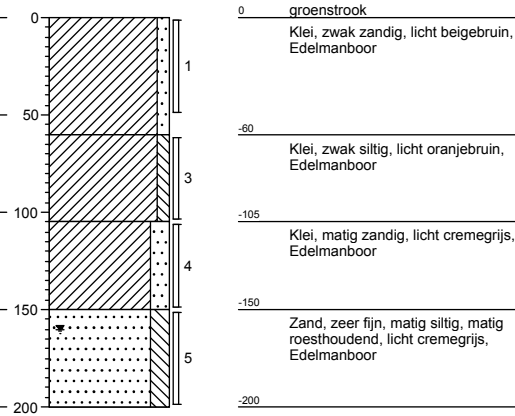 0
50
100
150
200
1
3
4
5
0 groenstrook
Klei, zwak zandig, licht beigebruin,
Edelmanboor
-60
Klei, zwak siltig, licht oranjebruin,
Edelmanboor
-105
Klei, matig zandig, licht cremegrijs,
Edelmanboor
-150
Zand, zeer fijn, matig siltig, matig
roesthoudend, licht cremegrijs,
Edelmanboor
-200